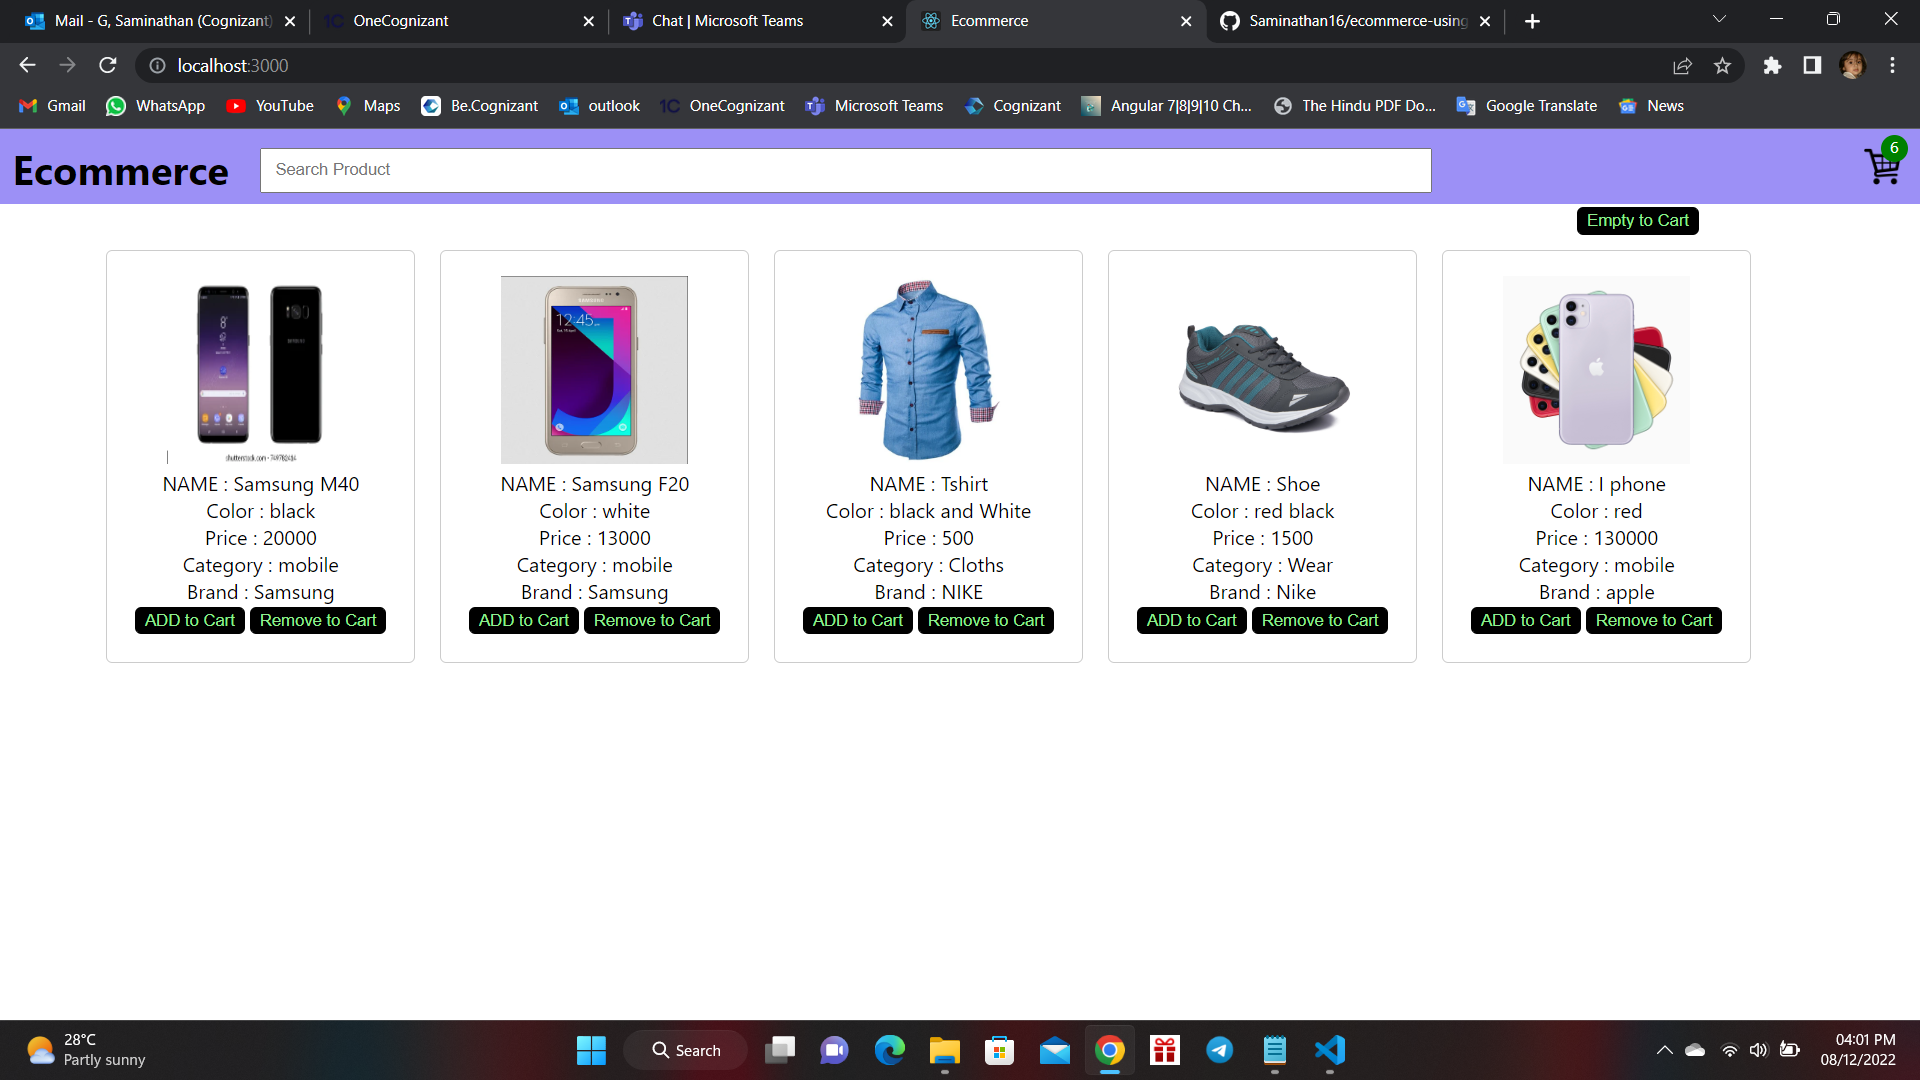 Mail - G, Saminathan (Cognizant)
OneCognizant
Chat | Microsoft Teams
Ecommerce
Saminathan16/ecommerce-using
localhost:3000
Gmail
WhatsApp
YouTube
Maps
Be.Cognizant
outlook
OneCognizant
Microsoft Teams
Cognizant
Angular 7|8|9|10 Ch...
The Hindu PDF Do...
Google Translate
News
Ecommerce
Search Product
6
Empty to Cart
shutterstock.com
NAME : Samsung M40
Color : black
Price : 20000
Category : mobile
Brand : Samsung
ADD to Cart Remove to Cart
SAMSUNG
12:45
NAME : Samsung F20
Color : white
Price : 13000
Category : mobile
Brand : Samsung
ADD to Cart Remove to Cart
NAME : Tshirt
Color : black and White
Price : 500
Category : Cloths
Brand : NIKE
ADD to Cart Remove to Cart
NAME : Shoe
Color : red black
Price : 1500
Category : Wear
Brand : Nike
ADD to Cart Remove to Cart
NAME : I phone
Color : red
Price : 130000
Category : mobile
Brand : apple
ADD to Cart Remove to Cart
28°C
Partly sunny
Search
04:01 PM
08/12/2022